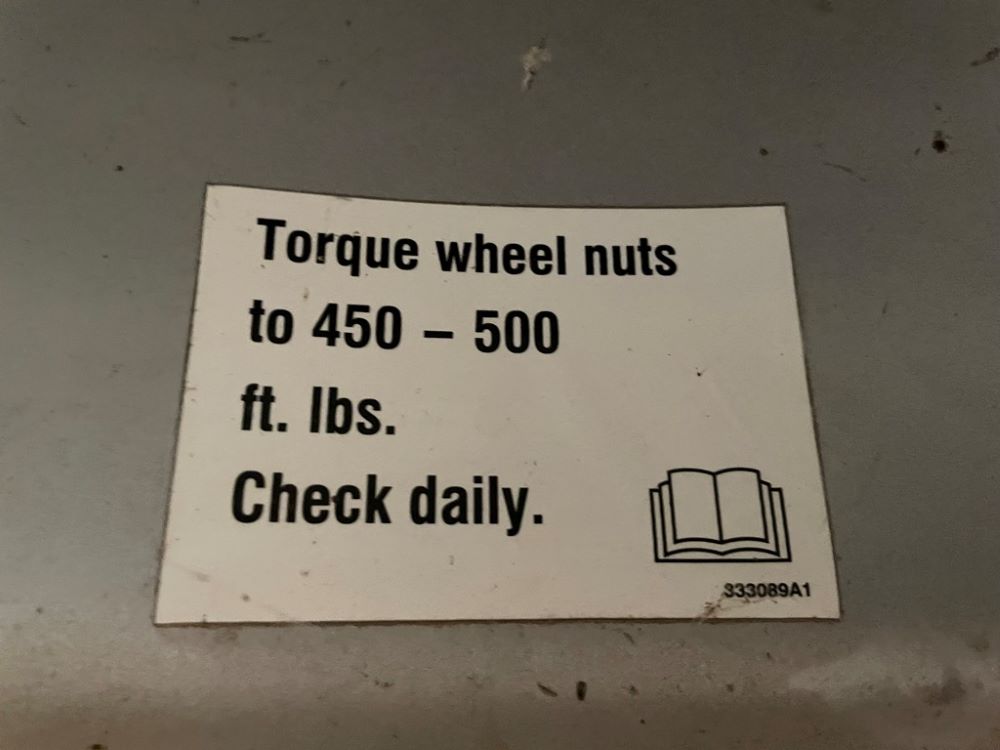 Torque wheel nuts
to 450 – 500
ft. lbs.
Check daily.
333089A1